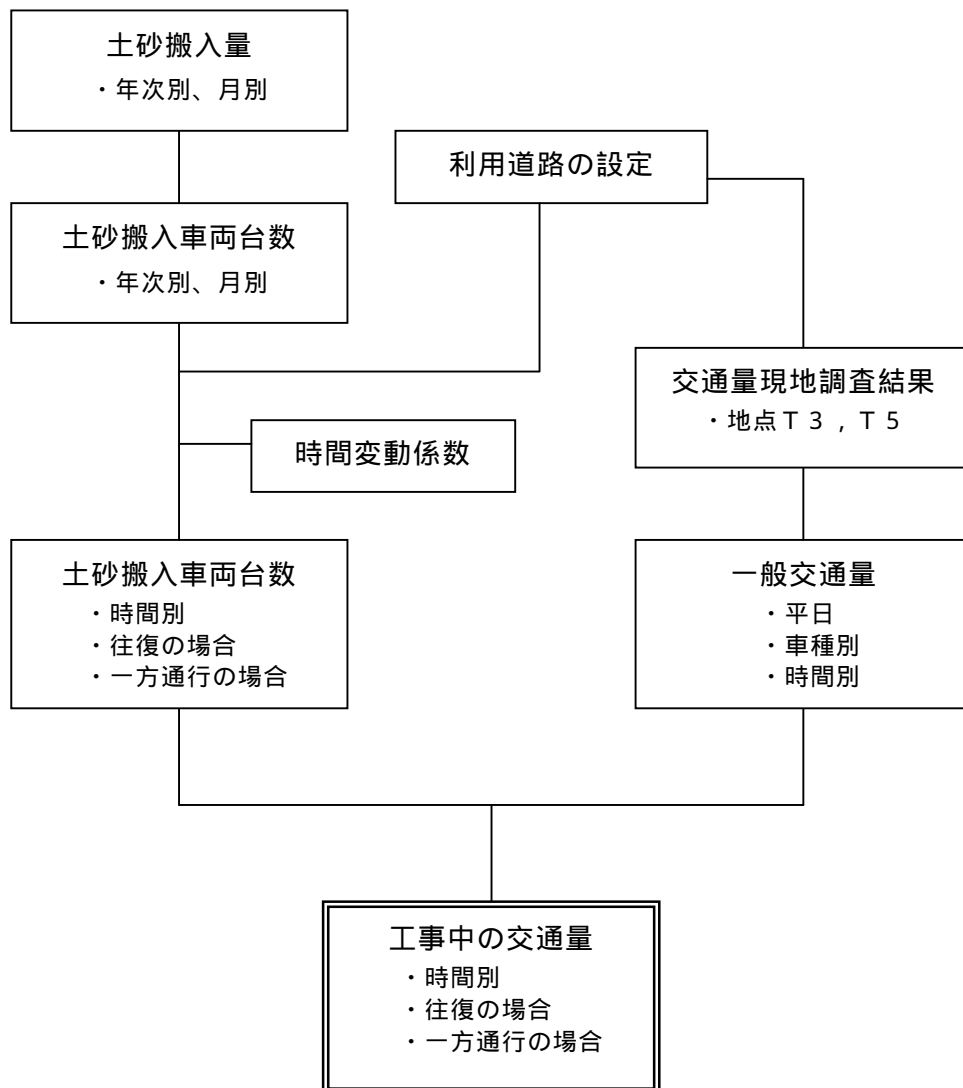 土砂搬入量
・年次別、月別
利用道路の設定
土砂搬入車両台数
・年次別、月別
交通量現地調査結果
・地点Ｔ３，Ｔ５
時間変動係数
土砂搬入車両台数
・時間別
・往復の場合
・一方通行の場合
一般交通量
・平日
・車種別
・時間別
工事中の交通量
・時間別
・往復の場合
・一方通行の場合